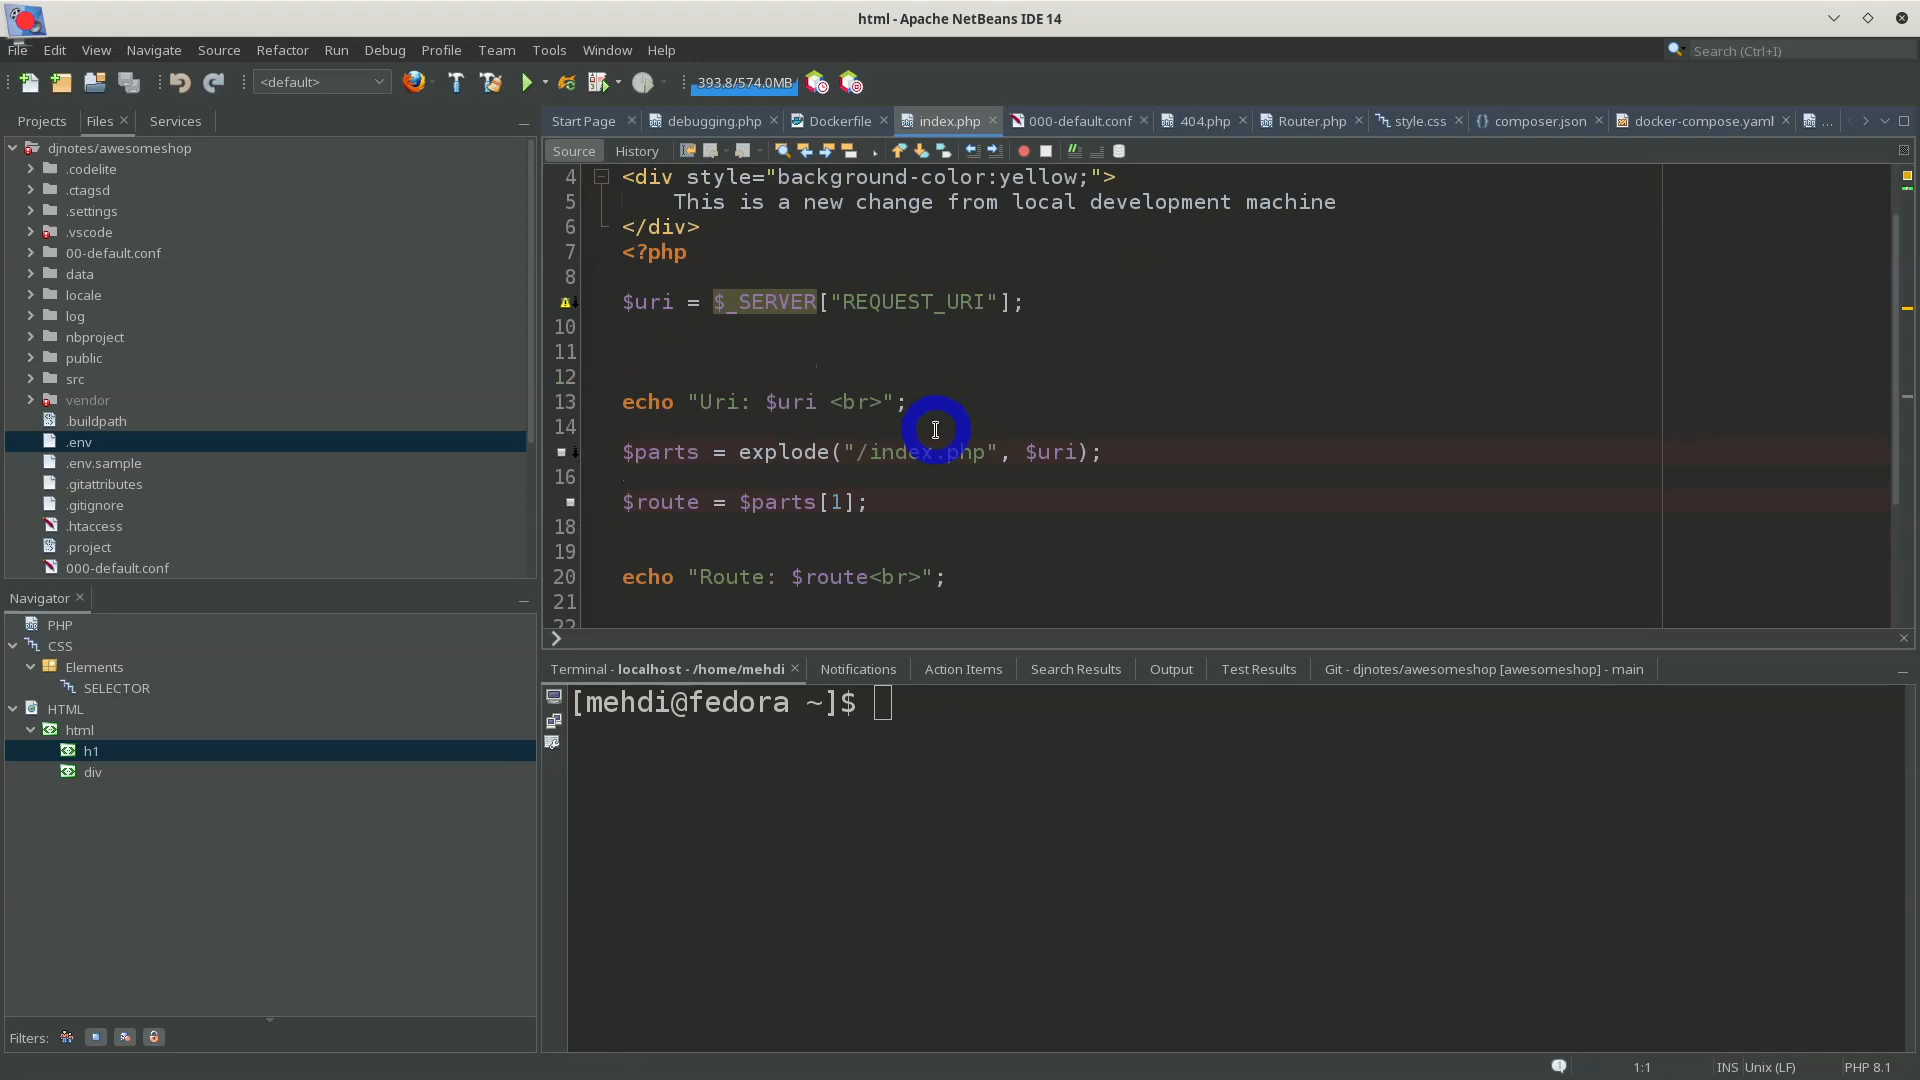 html - Apache NetBeans IDE 14
File Edit View Navigate Source Refactor Run Debug Profile Team Tools Window Help
Search (Ctrl+I)
<default>
393.8/574.0MB
Projects Files Services
Start Page debugging.php Dockerfile index.php 000-default.conf 404.php Router.php style.css composer.json docker-compose.yaml ...
Source History
djnotes/awesomeshop
.codelite
.ctagsd
.settings
.vscode
00-default.conf
data
locale
log
nbproject
public
src
vendor
.buildpath
.env
.env.sample
.gitattributes
.gitignore
.htaccess
.project
000-default.conf
4 <div style="background-color:yellow;">
5 This is a new change from local development machine
6 </div>
7 <?php
8
$uri = $_SERVER["REQUEST_URI"];
10
11
12
13 echo "Uri: $uri <br>";
14
$parts = explode("/index.php", $uri);
16
$route = $parts[1];
18
19
20 echo "Route: $route<br>";
21
22
Navigator
PHP
CSS
Elements
SELECTOR
HTML
html
h1
div
Filters:
Terminal - localhost - /home/mehdi Notifications Action Items Search Results Output Test Results Git - djnotes/awesomeshop [awesomeshop] - main
[mehdi@fedora ~]$
1:1 INS Unix (LF) PHP 8.1